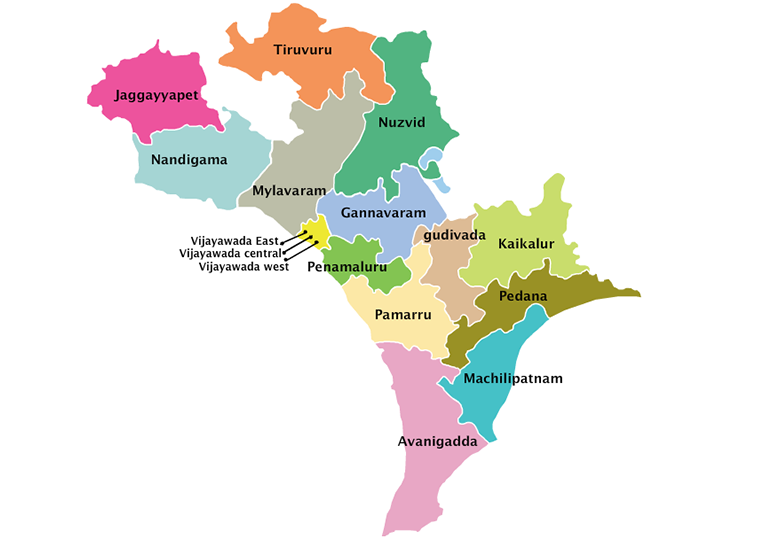 Tiruvuru
Jaggayyapet
Nuzvid
Nandigama
Mylavaram
Gannavaram
gudivada
Kaikalur
Vijayawada East
Vijayawada central
Vijayawada west
Penamaluru
Pedana
Pamarru
Machilipatnam
Avanigadda